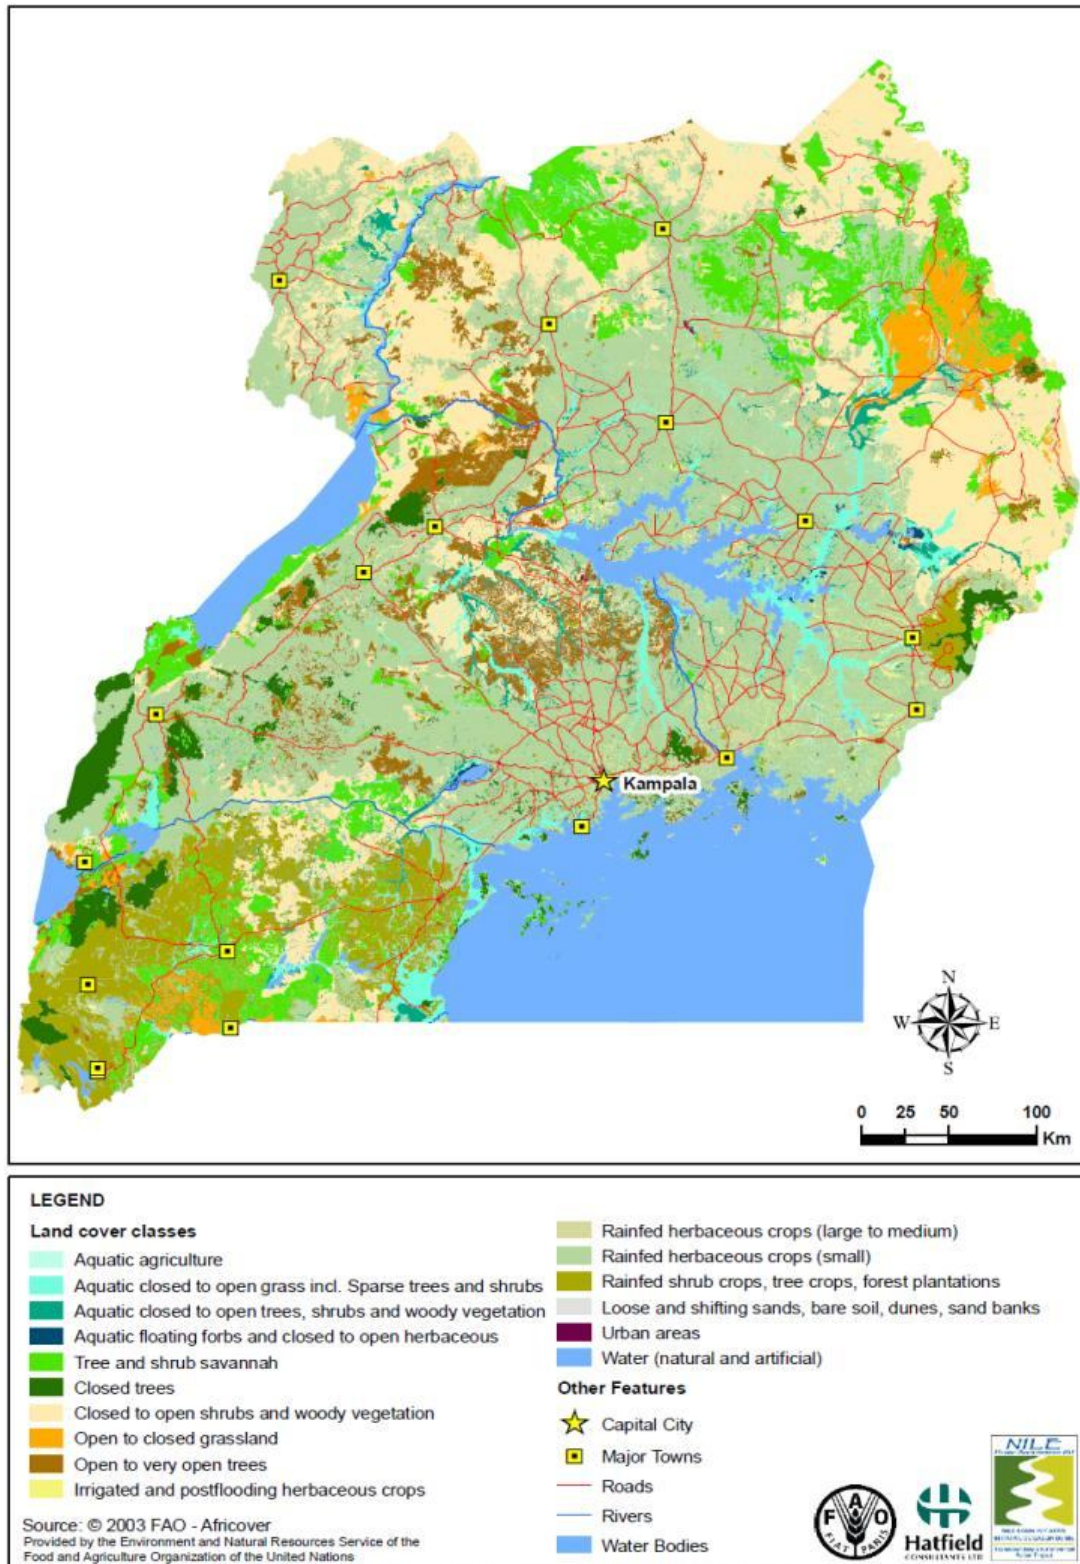 Kampala
N
W E
S
0 25 50 100
Km
LEGEND
Land cover classes
Aquatic agriculture
Aquatic closed to open grass incl. Sparse trees and shrubs
Aquatic closed to open trees, shrubs and woody vegetation
Aquatic floating forbs and closed to open herbaceous
Tree and shrub savannah
Closed trees
Closed to open shrubs and woody vegetation
Open to closed grassland
Open to very open trees
Irrigated and postflooding herbaceous crops
Source: © 2003 FAO - Africover
Provided by the Environment and Natural Resources Service of the
Food and Agriculture Organization of the United Nations
Rainfed herbaceous crops (large to medium)
Rainfed herbaceous crops (small)
Rainfed shrub crops, tree crops, forest plantations
Loose and shifting sands, bare soil, dunes, sand banks
Urban areas
Water (natural and artificial)
Other Features
Capital City
Major Towns
Roads
Rivers
Water Bodies
F A O
FIAT PANIS
Hatfield
CONSULTANTS LTD
NILE